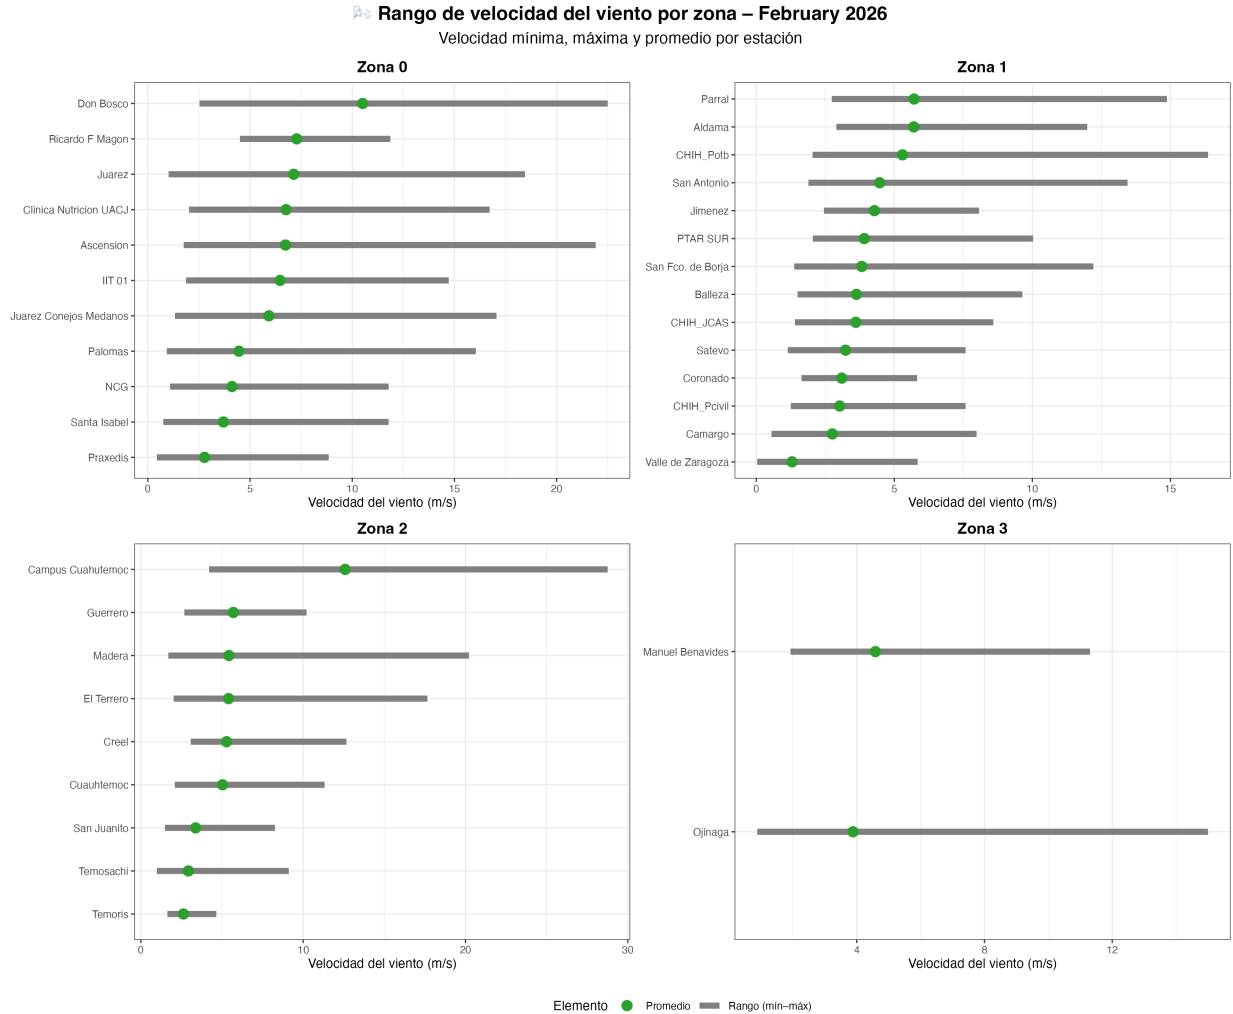 Rango de velocidad del viento por zona – February 2026
Velocidad mínima, máxima y promedio por estación
Zona 0
Don Bosco
Ricardo F Magon
Juarez
Clinica Nutricion UACJ
Ascension
IIT 01
Juarez Conejos Medanos
Palomas
NCG
Santa Isabel
Praxedis
0 5 10 15 20
Velocidad del viento (m/s)
Zona 1
Parral
Aldama
CHIH_Potb
San Antonio
Jimenez
PTAR SUR
San Fco. de Borja
Balleza
CHIH_JCAS
Satevo
Coronado
CHIH_Pcivil
Camargo
Valle de Zaragoza
0 5 10 15
Velocidad del viento (m/s)
Zona 2
Campus Cuahutemoc
Guerrero
Madera
El Terrero
Creel
Cuauhtemoc
San Juanito
Temosachi
Temoris
0 10 20 30
Velocidad del viento (m/s)
Zona 3
Manuel Benavides
Ojinaga
4 8 12
Velocidad del viento (m/s)
Elemento Promedio Rango (mín–máx)